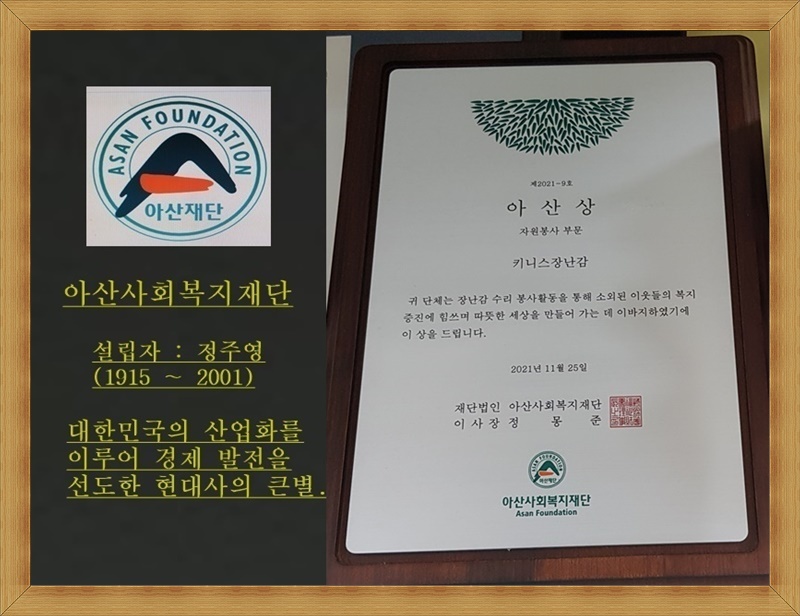 ASAN FOUNDATION
아산재단
아산사회복지재단
설립자 : 정주영
(1915 ~ 2001)
대한민국의 산업화를
이루어 경제 발전을
선도한 현대사의 큰별.
제2021-9호
아 산 상
자원봉사 부문
키니스장난감
귀 단체는 장난감 수리 봉사활동을 통해 소외된 이웃들의 복지
증진에 힘쓰며 따뜻한 세상을 만들어 가는 데 이바지하였기에
이 상을 드립니다.
2021년 11월 25일
재단법인 아산사회복지재단
이 사 장 정 몽 준
ASAN FOUNDATION
아산재단
아산사회복지재단
Asan Foundation